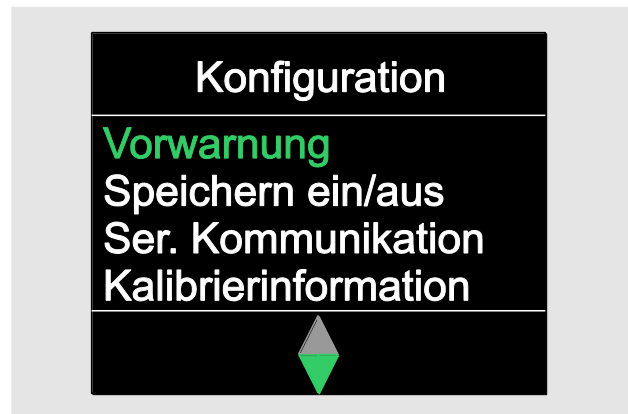 Konfiguration
Vorwarnung
Speichern ein/aus
Ser. Kommunikation
Kalibrierinformation